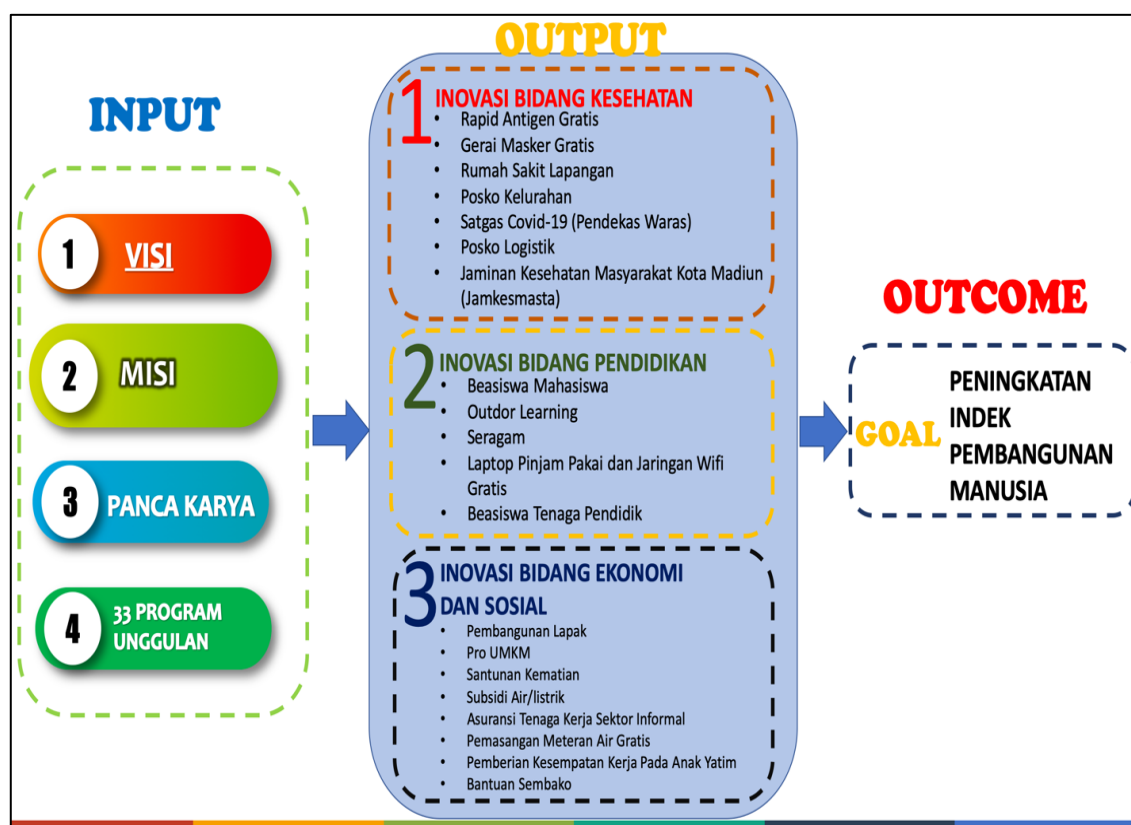 INPUT
1 VISI
2 MISI
3 PANCA KARYA
4 33 PROGRAM
UNGGULAN
OUTPUT
1 INOVASI BIDANG KESEHATAN
• Rapid Antigen Gratis
• Gerai Masker Gratis
• Rumah Sakit Lapangan
• Posko Kelurahan
• Satgas Covid-19 (Pendekas Waras)
• Posko Logistik
• Jaminan Kesehatan Masyarakat Kota Madiun
(Jamkesmasta)
2 INOVASI BIDANG PENDIDIKAN
• Beasiswa Mahasiswa
• Outdor Learning
• Seragam
• Laptop Pinjam Pakai dan Jaringan Wifi
Gratis
• Beasiswa Tenaga Pendidik
3 INOVASI BIDANG EKONOMI
DAN SOSIAL
• Pembangunan Lapak
• Pro UMKM
• Santunan Kematian
• Subsidi Air/listrik
• Asuransi Tenaga Kerja Sektor Informal
• Pemasangan Meteran Air Gratis
• Pemberian Kesempatan Kerja Pada Anak Yatim
• Bantuan Sembako
OUTCOME
GOAL
PENINGKATAN
INDEK
PEMBANGUNAN
MANUSIA